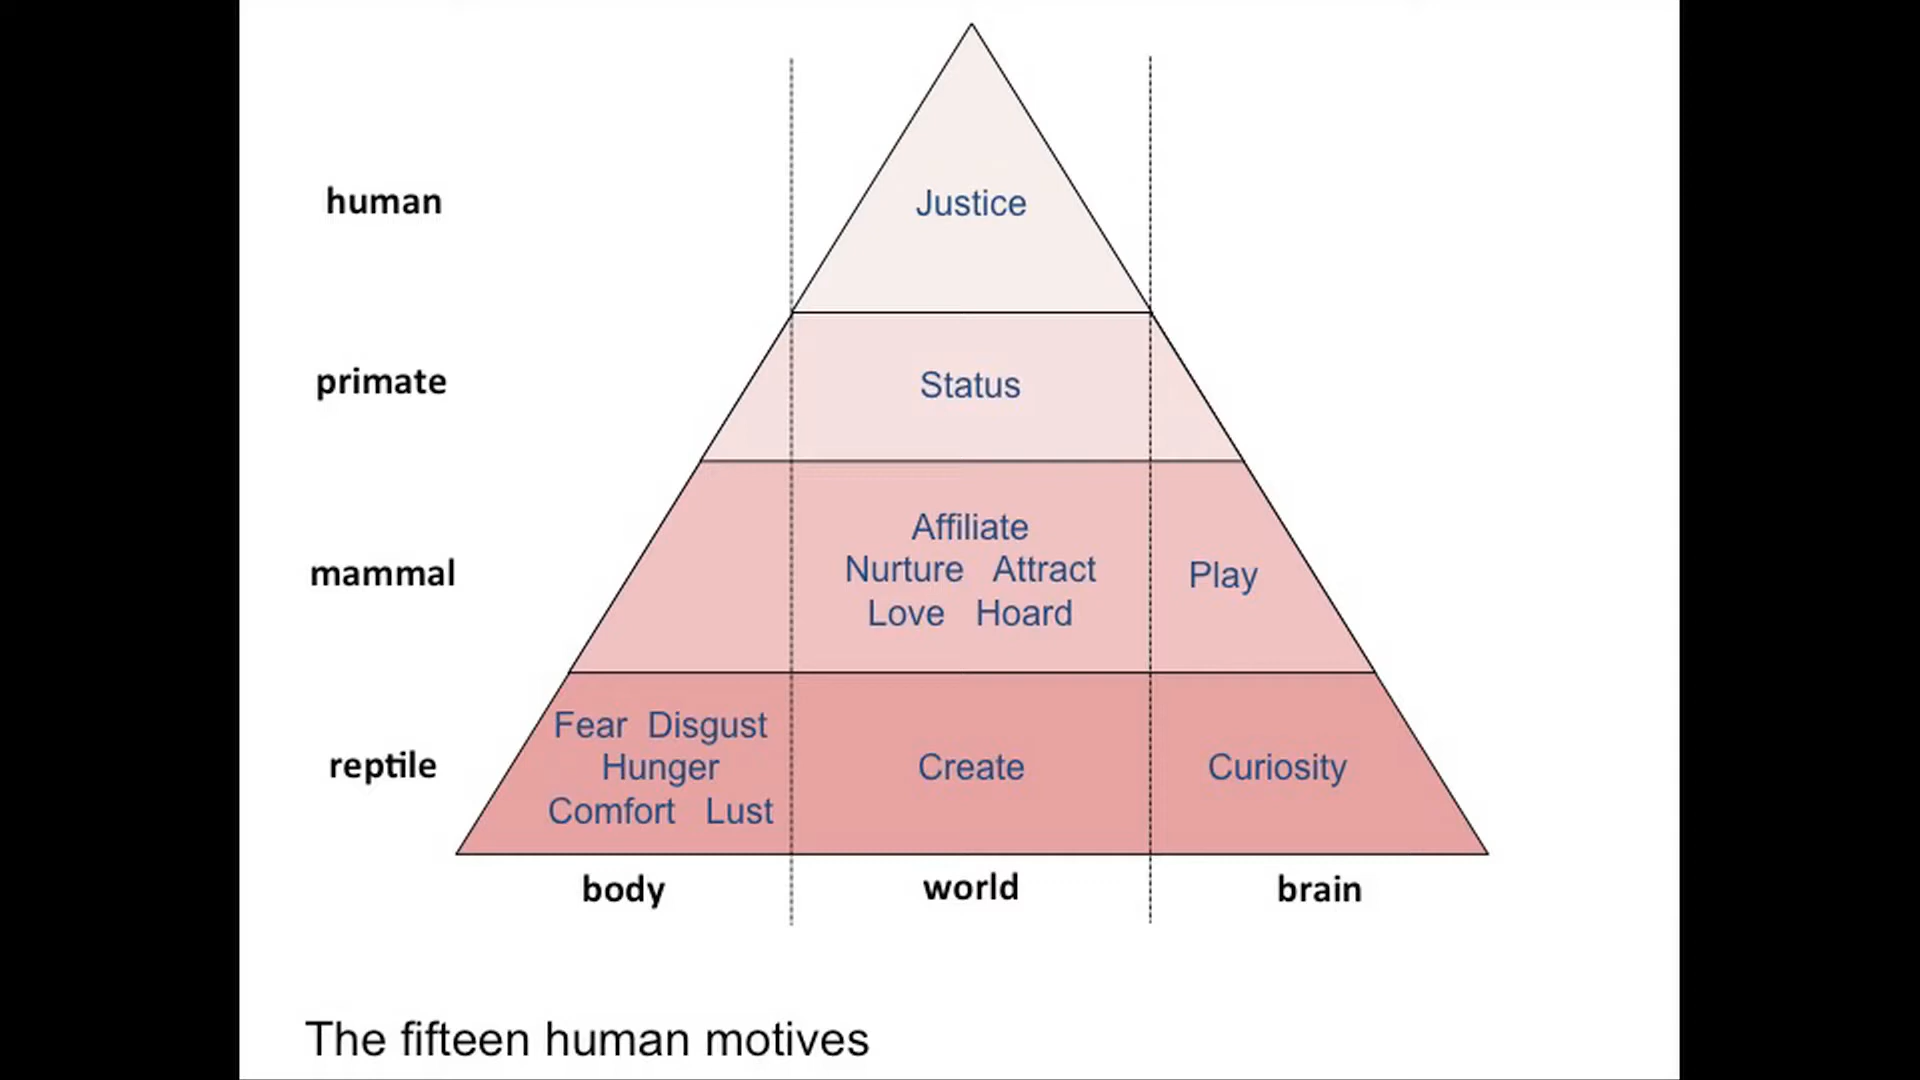 human
Justice
primate
Status
mammal
Affiliate
Nurture Attract
Love Hoard
Play
reptile
Fear Disgust
Hunger
Comfort Lust
Create
Curiosity
body
world
brain
The fifteen human motives